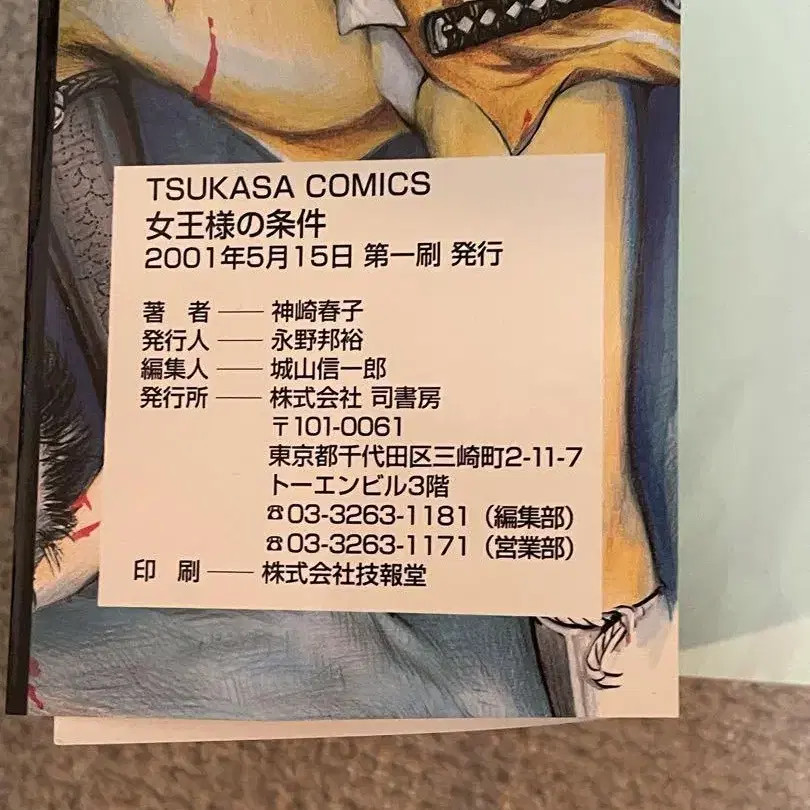 TSUKASA COMICS
女王様の条件
2001年5月15日 第一刷 発行
著 者 ── 神崎春子
発行人 ── 永野邦裕
編集人 ── 城山信一郎
発行所 ── 株式会社 司書房
〒101-0061
東京都千代田区三崎町2-11-7
トーエンビル3階
☎03-3263-1181（編集部）
☎03-3263-1171（営業部）
印 刷 ── 株式会社技報堂